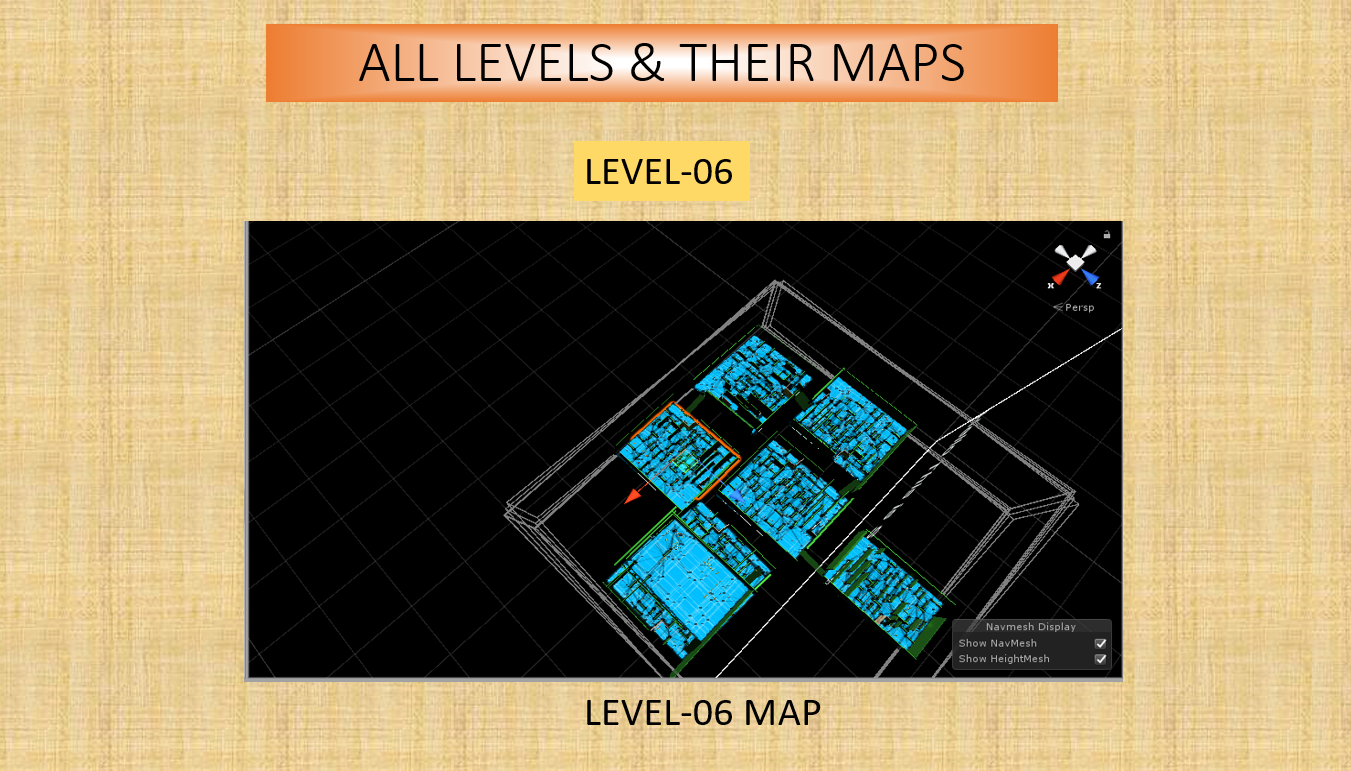 ALL LEVELS & THEIR MAPS
LEVEL-06
x
z
Persp
Navmesh Display
Show NavMesh
Show HeightMesh
LEVEL-06 MAP